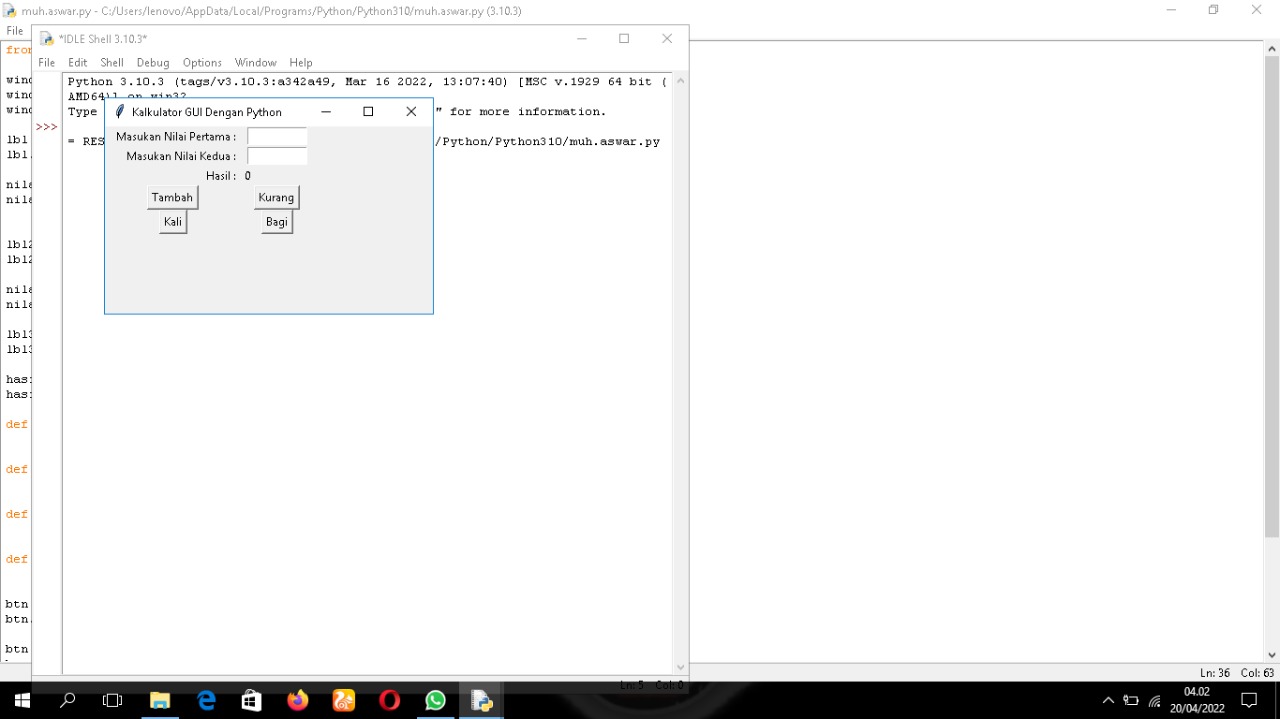 muh.aswar.py - C:/Users/lenovo/AppData/Local/Programs/Python/Python310/muh.aswar.py (3.10.3)
File
*IDLE Shell 3.10.3*
File Edit Shell Debug Options Window Help
Python 3.10.3 (tags/v3.10.3:a342a49, Mar 16 2022, 13:07:40) [MSC v.1929 64 bit (
AMD64)] on win32
Type " for more information.
>>>
= RES /Python/Python310/muh.aswar.py
Kalkulator GUI Dengan Python
Masukan Nilai Pertama :
Masukan Nilai Kedua :
Hasil : 0
Tambah Kurang
Kali Bagi
from
wind
wind
wind
lbl
lbl.
nila
nila
lbl2
lbl2
nila
nila
lbl3
lbl3
hasi
hasi
def
def
def
def
btn
btn.
btn
Ln: 5 Col: 0
Ln: 36 Col: 63
04.02
20/04/2022